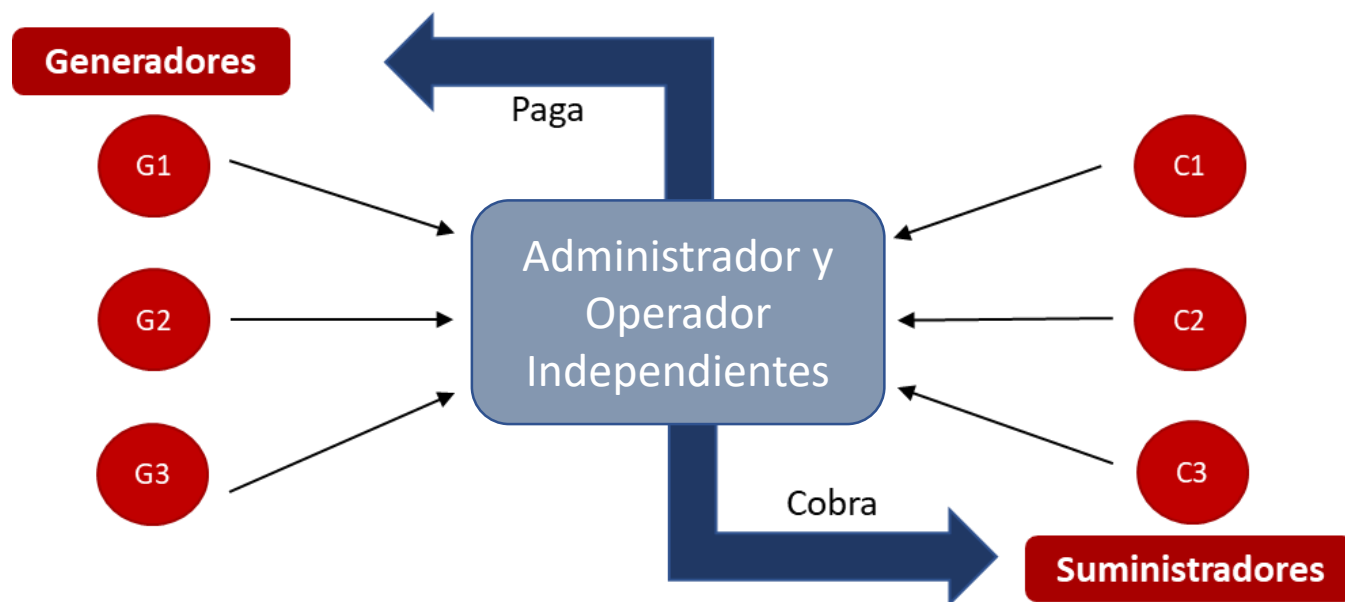 Generadores
Paga
G1
C1
Administrador y
Operador
Independientes
G2
C2
G3
C3
Cobra
Suministradores